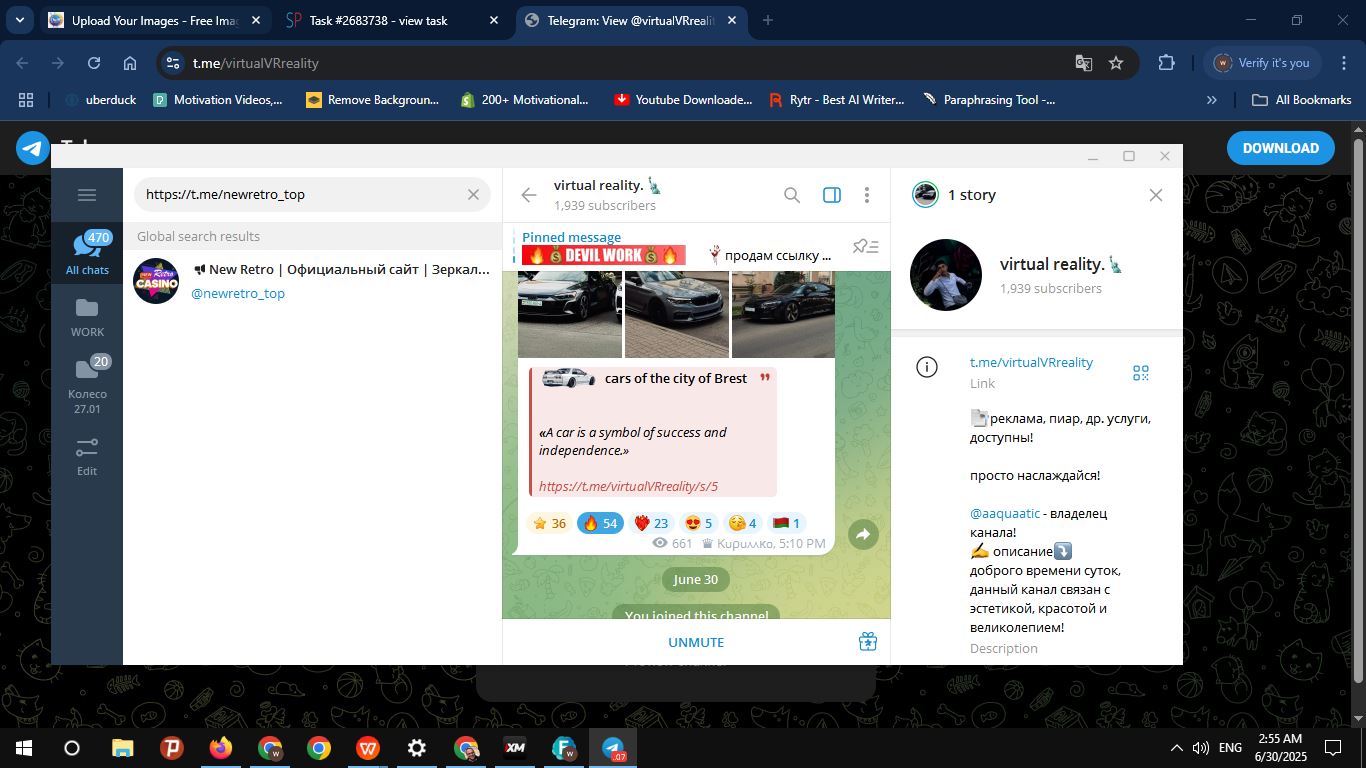 Upload Your Images - Free Imag
Task #2683738 - view task
Telegram: View @virtualVRrealit
t.me/virtualVRreality
Verify it's you
uberduck
Motivation Videos,...
Remove Backgroun...
200+ Motivational...
Youtube Downloade...
Rytr - Best AI Writer...
Paraphrasing Tool -...
All Bookmarks
DOWNLOAD
https://t.me/newretro_top
Global search results
New Retro | Официальный сайт | Зеркал...
@newretro_top
new Retro
CASINO
470
All chats
WORK
20
Колесо
27.01
Edit
virtual reality.
1,939 subscribers
Pinned message
DEVIL WORK
продам ссылку ...
cars of the city of Brest
«A car is a symbol of success and
independence.»
https://t.me/virtualVRreality/s/5
36 54 23 5 4 1
661 Кирилка, 5:10 PM
June 30
You joined this channel
UNMUTE
1 story
virtual reality.
1,939 subscribers
t.me/virtualVRreality
Link
реклама, пиар, др. услуги,
доступны!
просто наслаждайся!
@aaquaatic - владелец
канала!
описание
доброго времени суток,
данный канал связан с
эстетикой, красотой и
великолепием!
Description
ENG
2:55 AM
6/30/2025